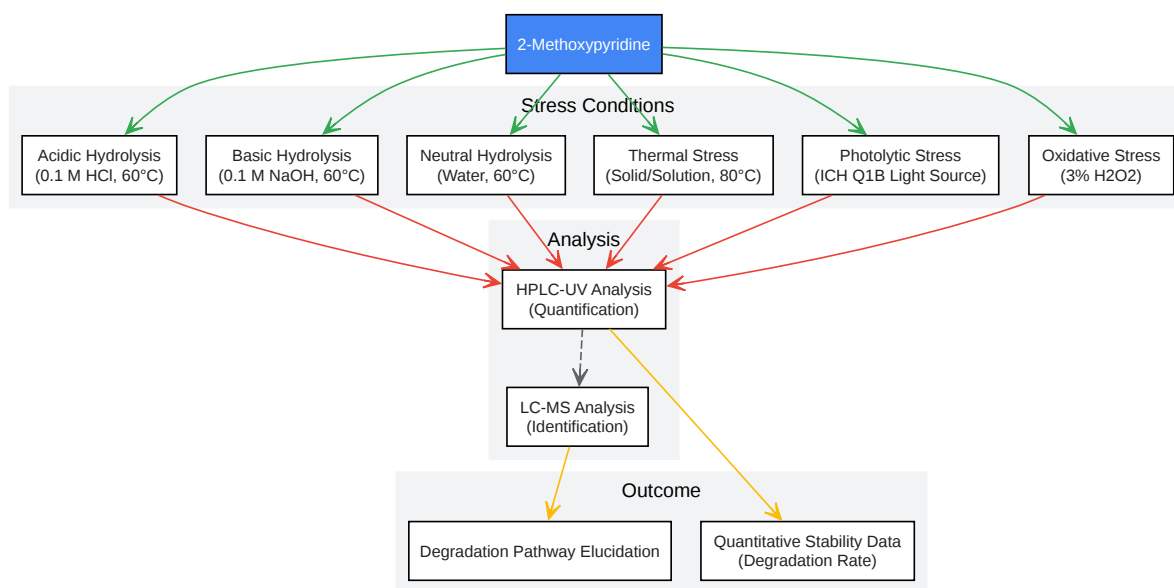 2-Methoxypyridine
Stress Conditions
Acidic Hydrolysis
(0.1 M HCl, 60°C)
Basic Hydrolysis
(0.1 M NaOH, 60°C)
Neutral Hydrolysis
(Water, 60°C)
Thermal Stress
(Solid/Solution, 80°C)
Photolytic Stress
(ICH Q1B Light Source)
Oxidative Stress
(3% H2O2)
Analysis
HPLC-UV Analysis
(Quantification)
LC-MS Analysis
(Identification)
Outcome
Degradation Pathway Elucidation
Quantitative Stability Data
(Degradation Rate)